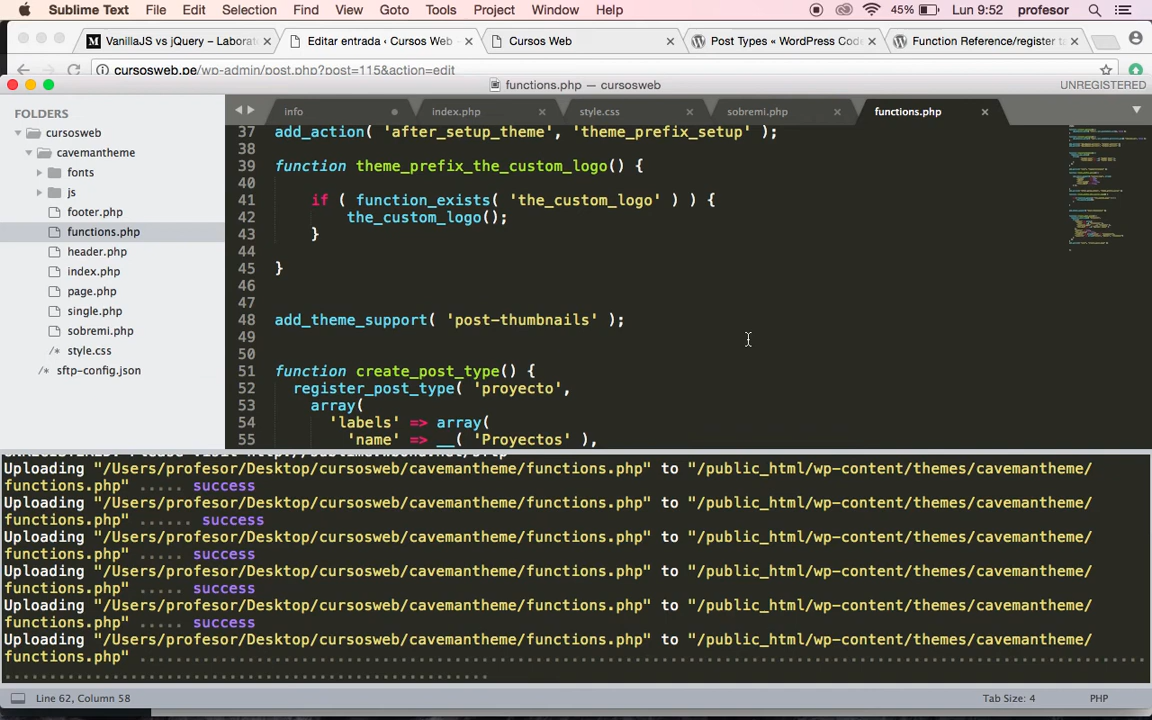 Sublime Text File Edit Selection Find View Goto Tools Project Window Help 45% Lun 9:52 profesor
VanillaJS vs jQuery – Laborat
Editar entrada ‹ Cursos Web
Cursos Web
Post Types « WordPress Cod
Function Reference/register ta
cursosweb.pe/wp-admin/post.php?post=115&action=edit
functions.php — cursosweb
UNREGISTERED
FOLDERS
cursosweb
cavemantheme
fonts
js
footer.php
functions.php
header.php
index.php
page.php
single.php
sobremi.php
/* style.css
/* sftp-config.json
info
index.php
style.css
sobremi.php
functions.php
37 add_action( 'after_setup_theme', 'theme_prefix_setup' );
38
39 function theme_prefix_the_custom_logo() {
40
41 if ( function_exists( 'the_custom_logo' ) ) {
42 the_custom_logo();
43 }
44
45 }
46
47
48 add_theme_support( 'post-thumbnails' );
49
50
51 function create_post_type() {
52 register_post_type( 'proyecto',
53 array(
54 'labels' => array(
55 'name' => __( 'Proyectos' ),
Uploading "/Users/profesor/Desktop/cursosweb/cavemantheme/functions.php" to "/public_html/wp-content/themes/cavemantheme/
functions.php" ..... success
Uploading "/Users/profesor/Desktop/cursosweb/cavemantheme/functions.php" to "/public_html/wp-content/themes/cavemantheme/
functions.php" ...... success
Uploading "/Users/profesor/Desktop/cursosweb/cavemantheme/functions.php" to "/public_html/wp-content/themes/cavemantheme/
functions.php" ..... success
Uploading "/Users/profesor/Desktop/cursosweb/cavemantheme/functions.php" to "/public_html/wp-content/themes/cavemantheme/
functions.php" ..... success
Uploading "/Users/profesor/Desktop/cursosweb/cavemantheme/functions.php" to "/public_html/wp-content/themes/cavemantheme/
functions.php" ..... success
Uploading "/Users/profesor/Desktop/cursosweb/cavemantheme/functions.php" to "/public_html/wp-content/themes/cavemantheme/
functions.php" ..........
Line 62, Column 58
Tab Size: 4
PHP